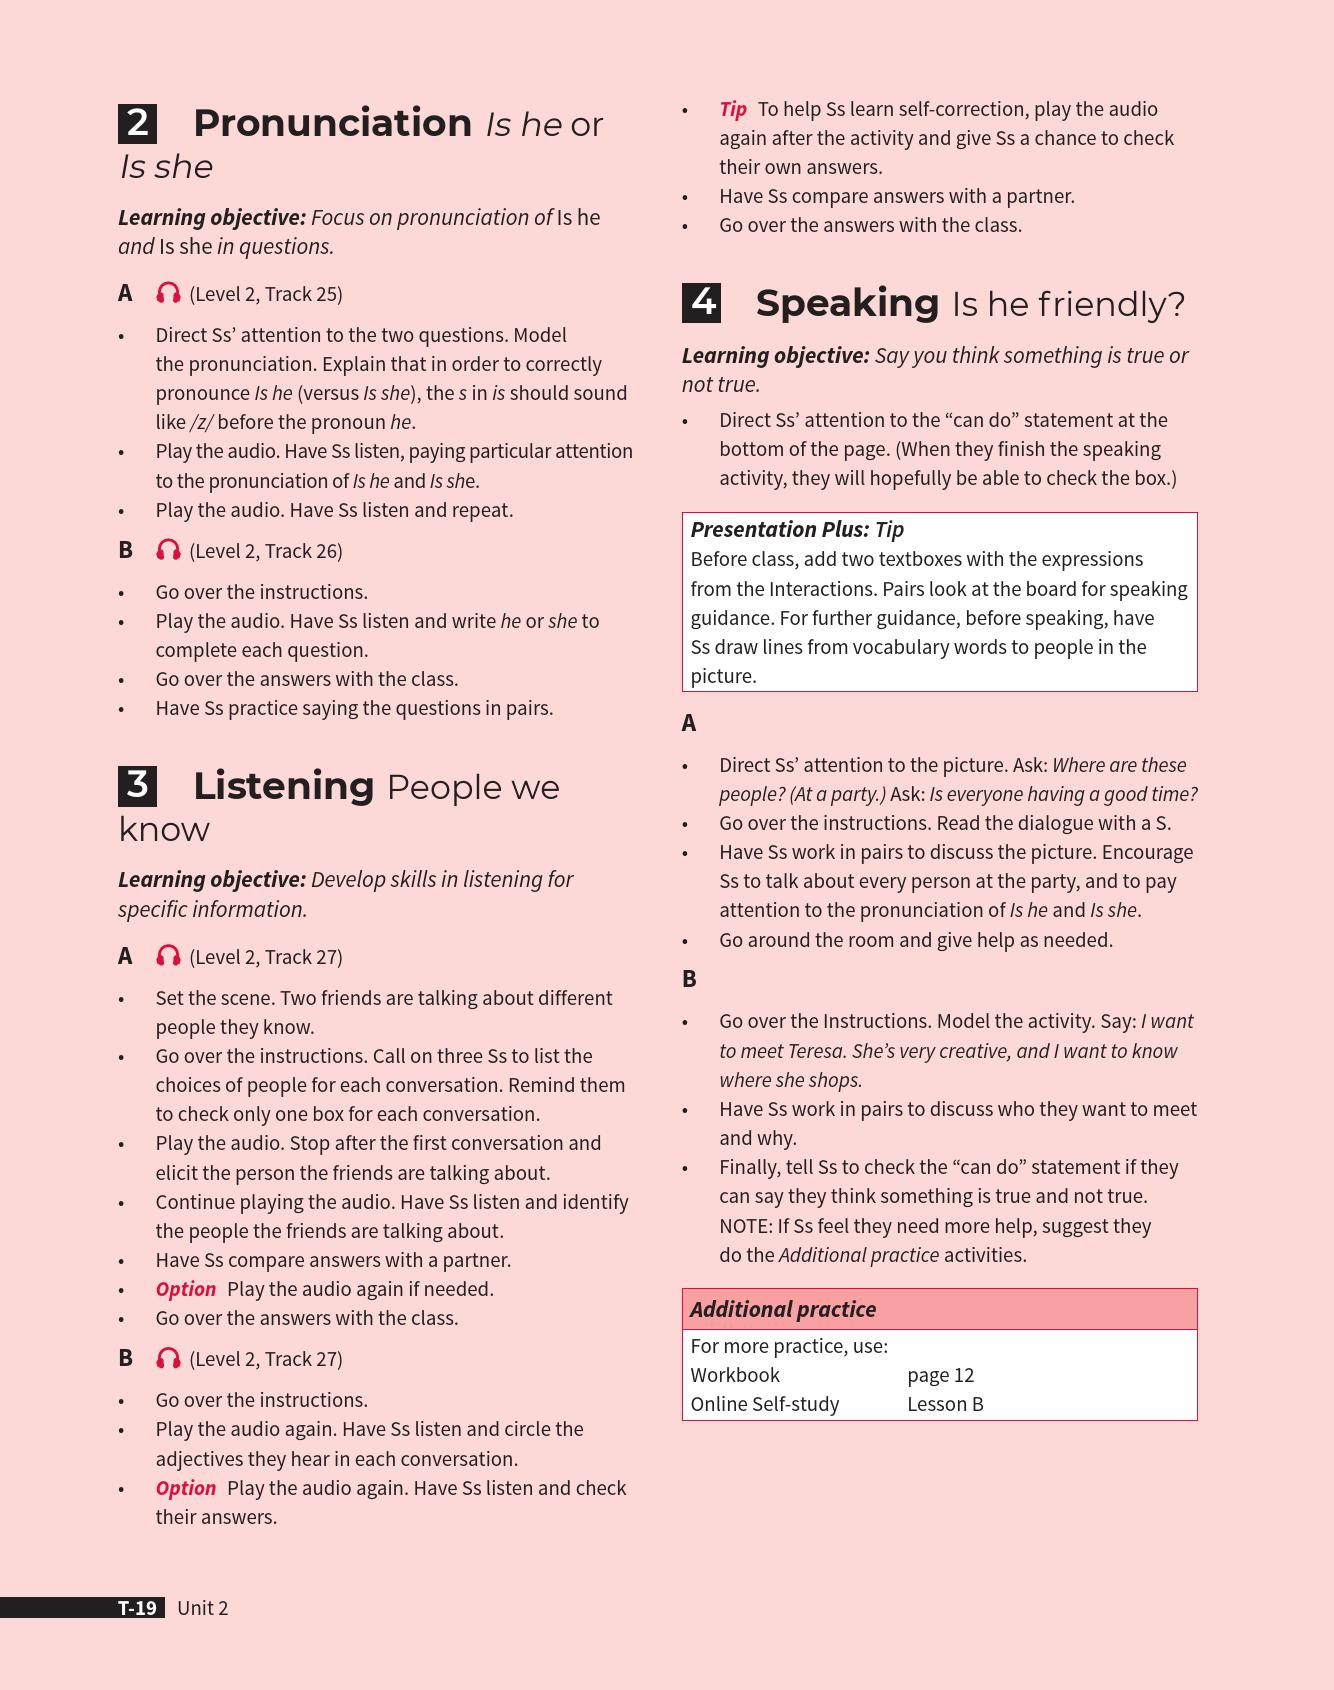 2 Pronunciation Is he or
Is she
Learning objective: Focus on pronunciation of Is he
and Is she in questions.
A (Level 2, Track 25)
• Direct Ss’ attention to the two questions. Model
the pronunciation. Explain that in order to correctly
pronounce Is he (versus Is she), the s in is should sound
like /z/ before the pronoun he.
• Play the audio. Have Ss listen, paying particular attention
to the pronunciation of Is he and Is she.
• Play the audio. Have Ss listen and repeat.
B (Level 2, Track 26)
• Go over the instructions.
• Play the audio. Have Ss listen and write he or she to
complete each question.
• Go over the answers with the class.
• Have Ss practice saying the questions in pairs.
3 Listening People we
know
Learning objective: Develop skills in listening for
specific information.
A (Level 2, Track 27)
• Set the scene. Two friends are talking about different
people they know.
• Go over the instructions. Call on three Ss to list the
choices of people for each conversation. Remind them
to check only one box for each conversation.
• Play the audio. Stop after the first conversation and
elicit the person the friends are talking about.
• Continue playing the audio. Have Ss listen and identify
the people the friends are talking about.
• Have Ss compare answers with a partner.
• Option Play the audio again if needed.
• Go over the answers with the class.
B (Level 2, Track 27)
• Go over the instructions.
• Play the audio again. Have Ss listen and circle the
adjectives they hear in each conversation.
• Option Play the audio again. Have Ss listen and check
their answers.
• Tip To help Ss learn self-correction, play the audio
again after the activity and give Ss a chance to check
their own answers.
• Have Ss compare answers with a partner.
• Go over the answers with the class.
4 Speaking Is he friendly?
Learning objective: Say you think something is true or
not true.
• Direct Ss’ attention to the “can do” statement at the
bottom of the page. (When they finish the speaking
activity, they will hopefully be able to check the box.)
Presentation Plus: Tip
Before class, add two textboxes with the expressions
from the Interactions. Pairs look at the board for speaking
guidance. For further guidance, before speaking, have
Ss draw lines from vocabulary words to people in the
picture.
A
• Direct Ss’ attention to the picture. Ask: Where are these
people? (At a party.) Ask: Is everyone having a good time?
• Go over the instructions. Read the dialogue with a S.
• Have Ss work in pairs to discuss the picture. Encourage
Ss to talk about every person at the party, and to pay
attention to the pronunciation of Is he and Is she.
• Go around the room and give help as needed.
B
• Go over the Instructions. Model the activity. Say: I want
to meet Teresa. She’s very creative, and I want to know
where she shops.
• Have Ss work in pairs to discuss who they want to meet
and why.
• Finally, tell Ss to check the “can do” statement if they
can say they think something is true and not true.
NOTE: If Ss feel they need more help, suggest they
do the Additional practice activities.
Additional practice
For more practice, use:
Workbook page 12
Online Self-study Lesson B
T-19 Unit 2